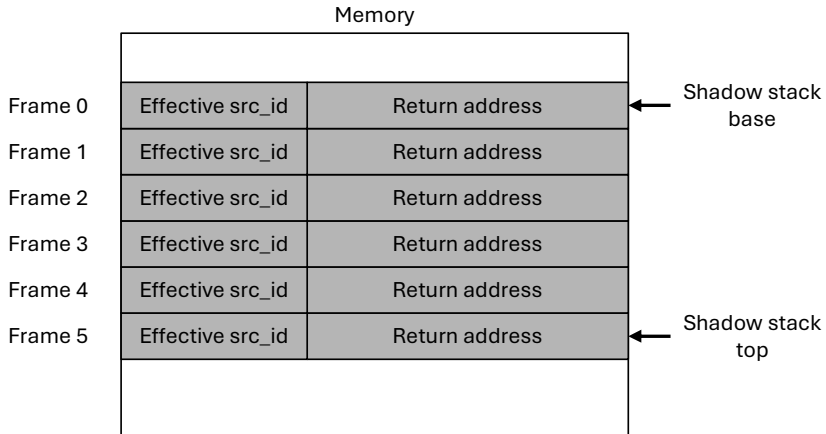 Memory
Frame 0 Effective src_id Return address Shadow stack
base
Frame 1 Effective src_id Return address
Frame 2 Effective src_id Return address
Frame 3 Effective src_id Return address
Frame 4 Effective src_id Return address
Frame 5 Effective src_id Return address Shadow stack
top